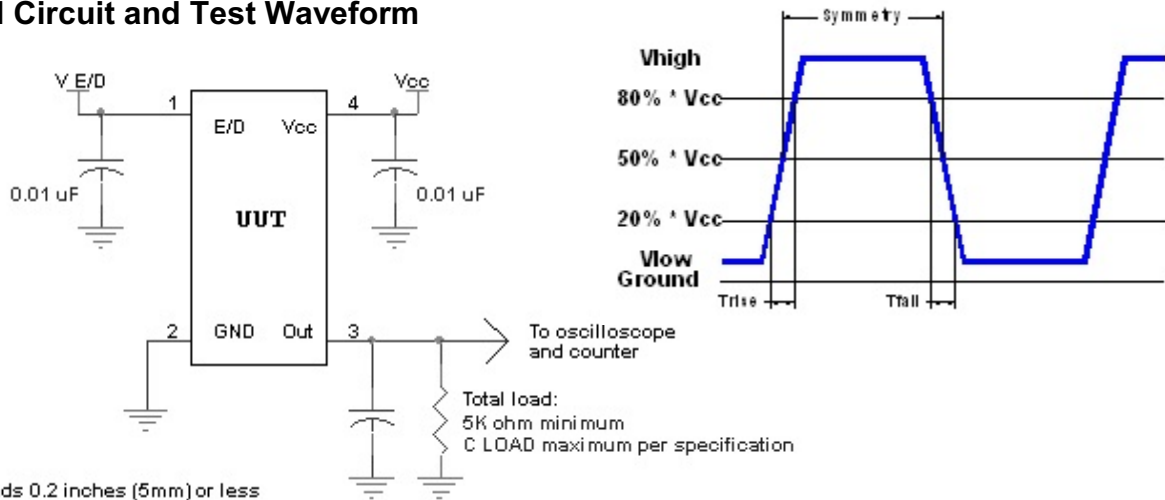 Circuit and Test Waveform
V E/D
Vcc
1
4
E/D
Vcc
0.01 uF
0.01 uF
UUT
2
GND
Out
3
To oscilloscope
and counter
Total load:
5K ohm minimum
C LOAD maximum per specification
0.2 inches (5mm) or less
Symmetry
Vhigh
80% * Vcc
50% * Vcc
20% * Vcc
Vlow
Ground
Trise
Tfall